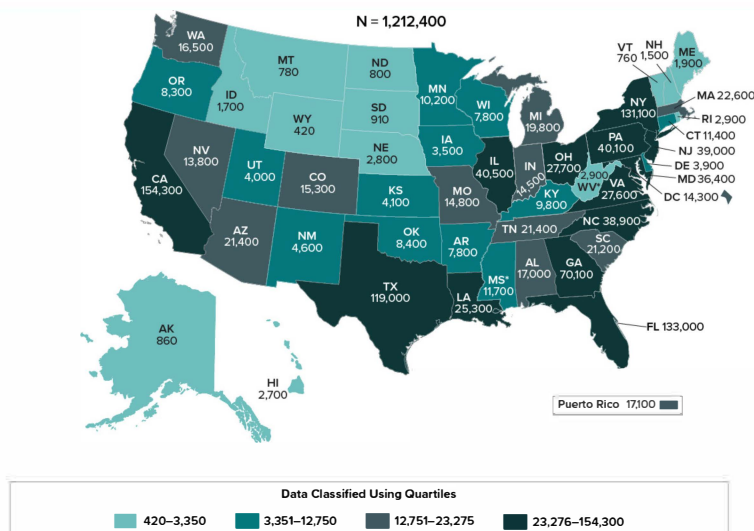 N = 1,212,400
WA
16,500
OR
8,300
CA
154,300
NV
13,800
ID
1,700
MT
780
WY
420
UT
4,000
AZ
21,400
CO
15,300
NM
4,600
ND
800
SD
910
NE
2,800
KS
4,100
OK
8,400
TX
119,000
MN
10,200
IA
3,500
MO
14,800
AR
7,800
LA
25,300
WI
7,800
IL
40,500
MI
19,800
IN
14,500
OH
27,700
KY
9,800
TN 21,400
MS*
11,700
AL
17,000
GA
70,100
FL 133,000
SC
21,200
NC 38,900
VA
27,600
2,900
WV*
PA
40,100
NY
131,100
VT
760
NH
1,500
ME
1,900
MA 22,600
RI 2,900
CT 11,400
NJ 39,000
DE 3,900
MD 36,400
DC 14,300
AK
860
HI
2,700
Puerto Rico 17,100
Data Classified Using Quartiles
420–3,350 3,351–12,750 12,751–23,275 23,276–154,300